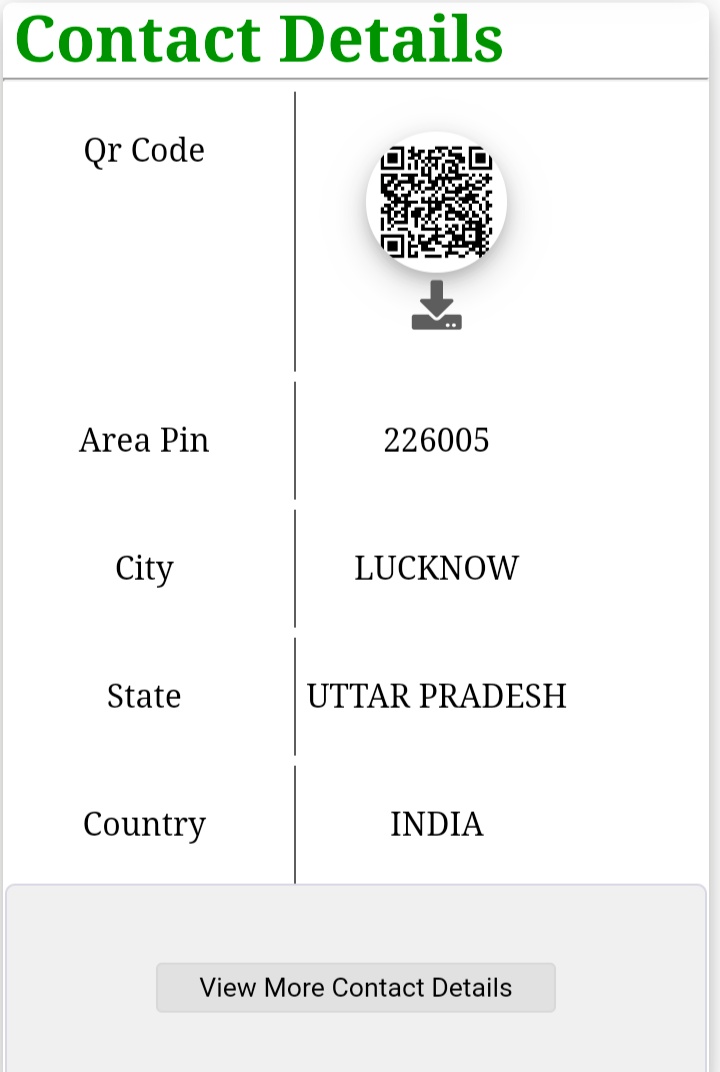 Contact Details
Qr Code
Area Pin 226005
City LUCKNOW
State UTTAR PRADESH
Country INDIA
View More Contact Details